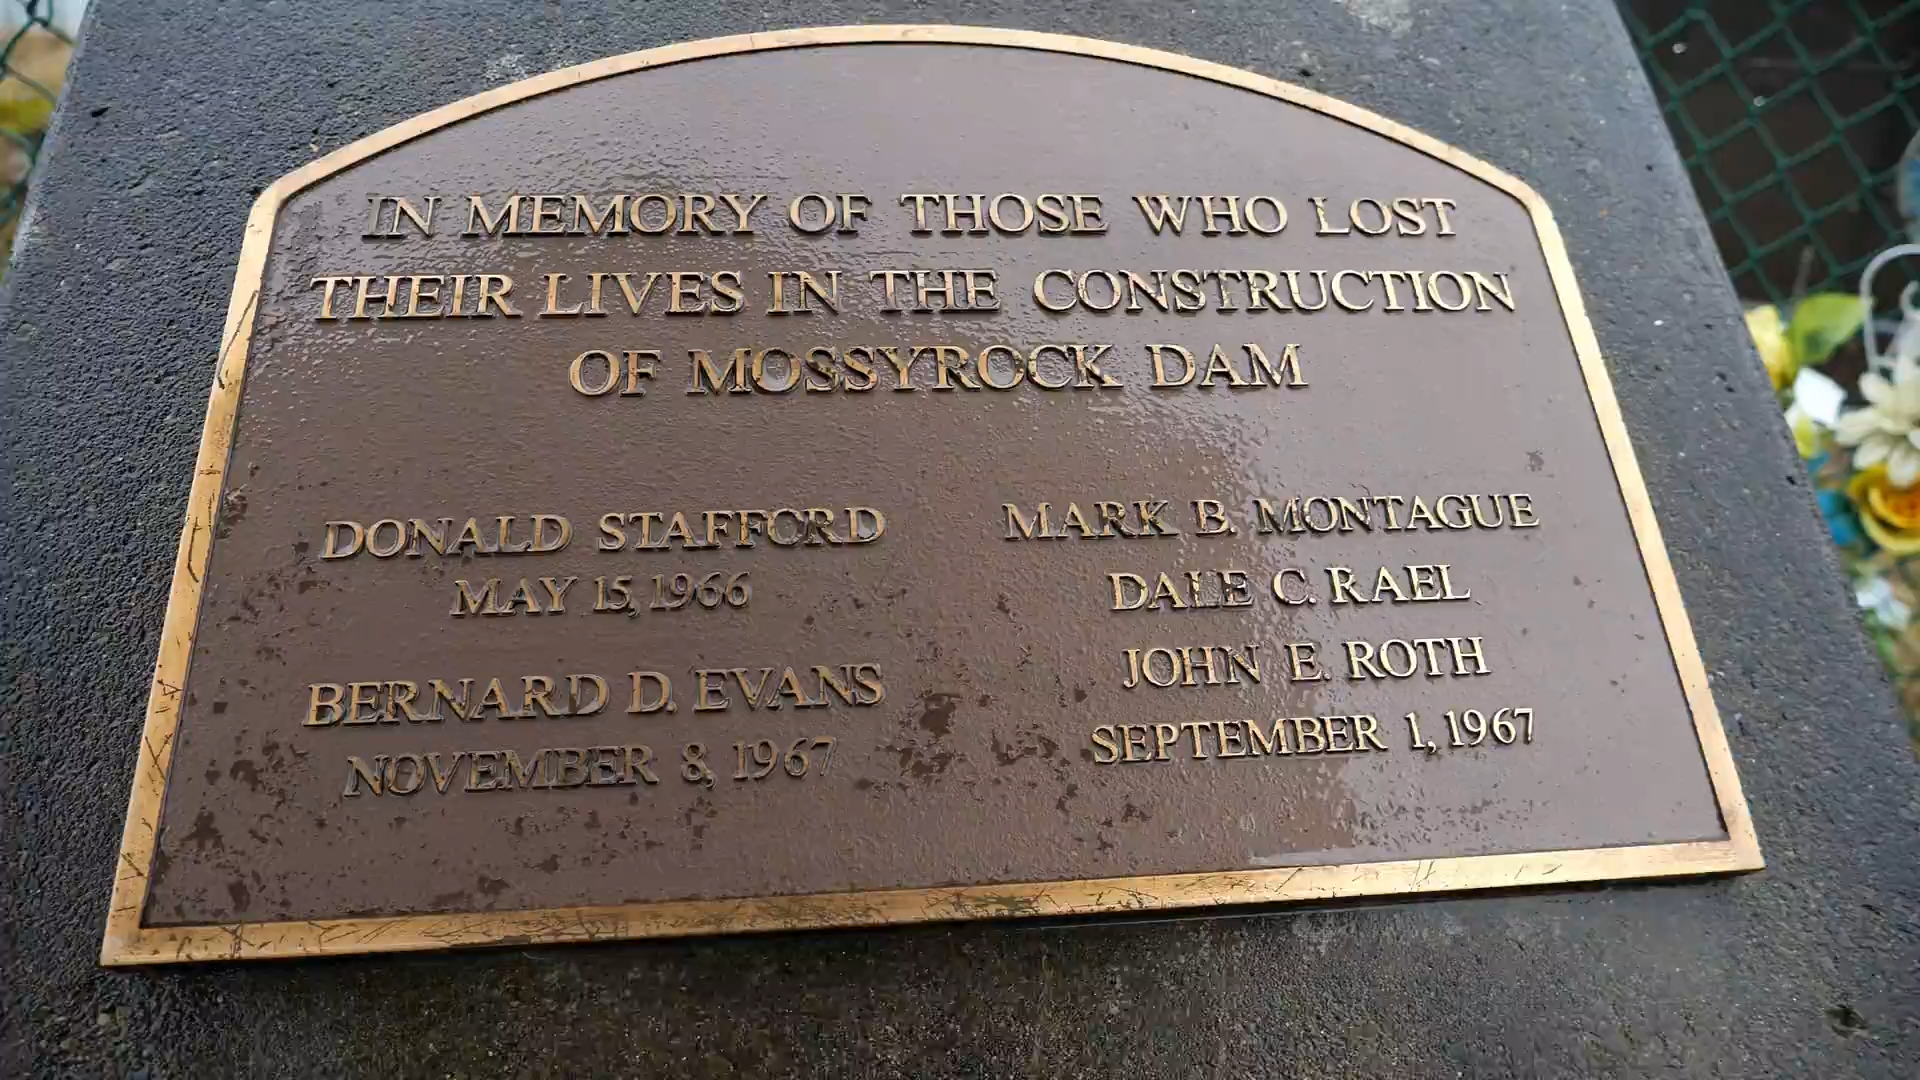 IN MEMORY OF THOSE WHO LOST
THEIR LIVES IN THE CONSTRUCTION
OF MOSSYROCK DAM
DONALD STAFFORD
MAY 15, 1966
BERNARD D. EVANS
NOVEMBER 8, 1967
MARK B. MONTAGUE
DALE C. RAEL
JOHN E. ROTH
SEPTEMBER 1, 1967